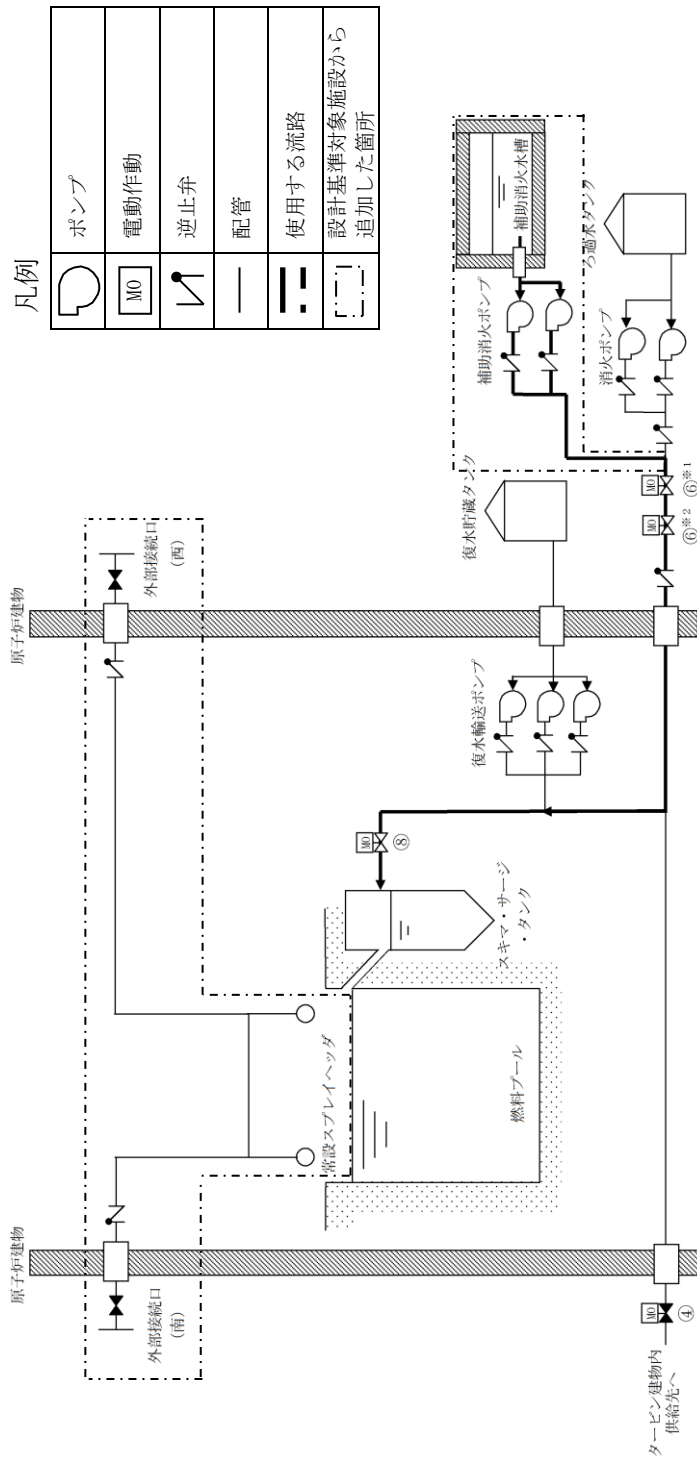 凡例
ポンプ
MO
電動作動
逆止弁
配管
使用する流路
設計基準対象施設から
追加した箇所
原子炉建物
原子炉建物
外部接続口
(南)
外部接続口
(西)
常設スプレイヘッダ
燃料プール
スキマ・サージ
・タンク
MO
⑧
復水輸送ポンプ
復水貯蔵タンク
補助消火ポンプ
補助消火水槽
消火ポンプ
ろ過水タンク
MO
⑥※2
MO
⑥※1
MO
④
タービン建物内
供給先へ